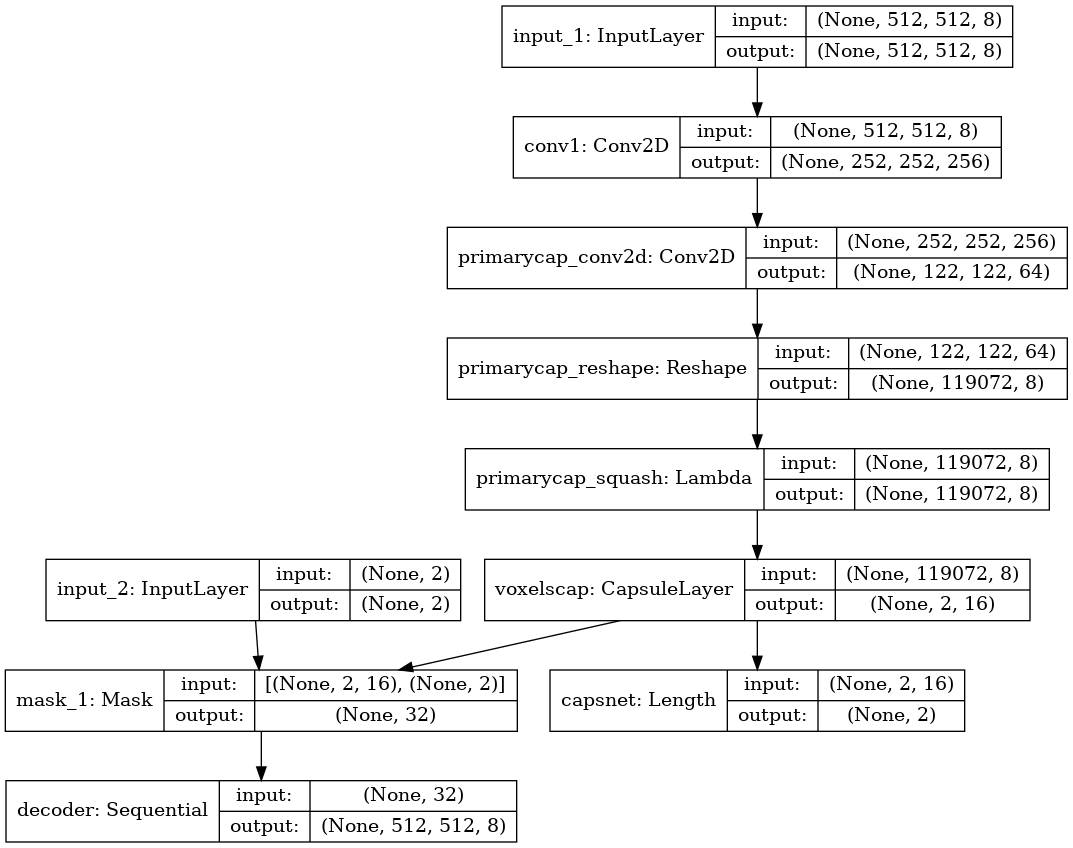 input_1: InputLayer
input: (None, 512, 512, 8)
output: (None, 512, 512, 8)
conv1: Conv2D
input: (None, 512, 512, 8)
output: (None, 252, 252, 256)
primarycap_conv2d: Conv2D
input: (None, 252, 252, 256)
output: (None, 122, 122, 64)
primarycap_reshape: Reshape
input: (None, 122, 122, 64)
output: (None, 119072, 8)
primarycap_squash: Lambda
input: (None, 119072, 8)
output: (None, 119072, 8)
input_2: InputLayer
input: (None, 2)
output: (None, 2)
voxelscap: CapsuleLayer
input: (None, 119072, 8)
output: (None, 2, 16)
mask_1: Mask
input: [(None, 2, 16), (None, 2)]
output: (None, 32)
capsnet: Length
input: (None, 2, 16)
output: (None, 2)
decoder: Sequential
input: (None, 32)
output: (None, 512, 512, 8)